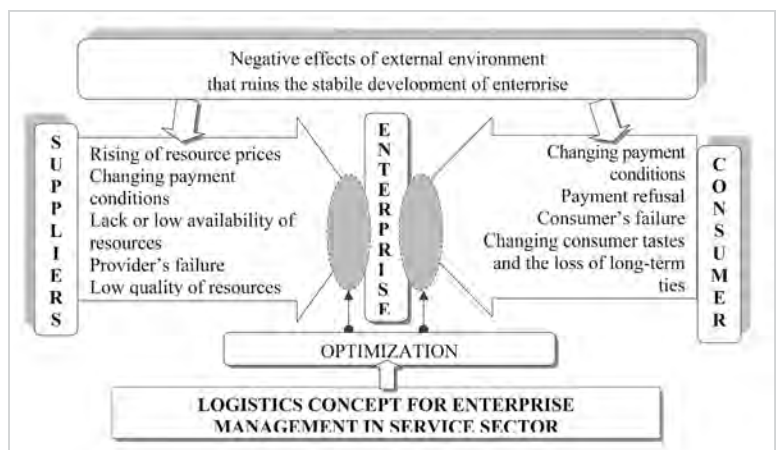 Negative effects of external environment
that ruins the stabile development of enterprise
SUPPLIERS
Rising of resource prices
Changing payment
conditions
Lack or low availability of
resources
Provider's failure
Low quality of resources
ENTERPRISE
Changing payment
conditions
Payment refusal
Consumer's failure
Changing consumer tastes
and the loss of long-term
ties
CONSUMER
OPTIMIZATION
LOGISTICS CONCEPT FOR ENTERPRISE
MANAGEMENT IN SERVICE SECTOR